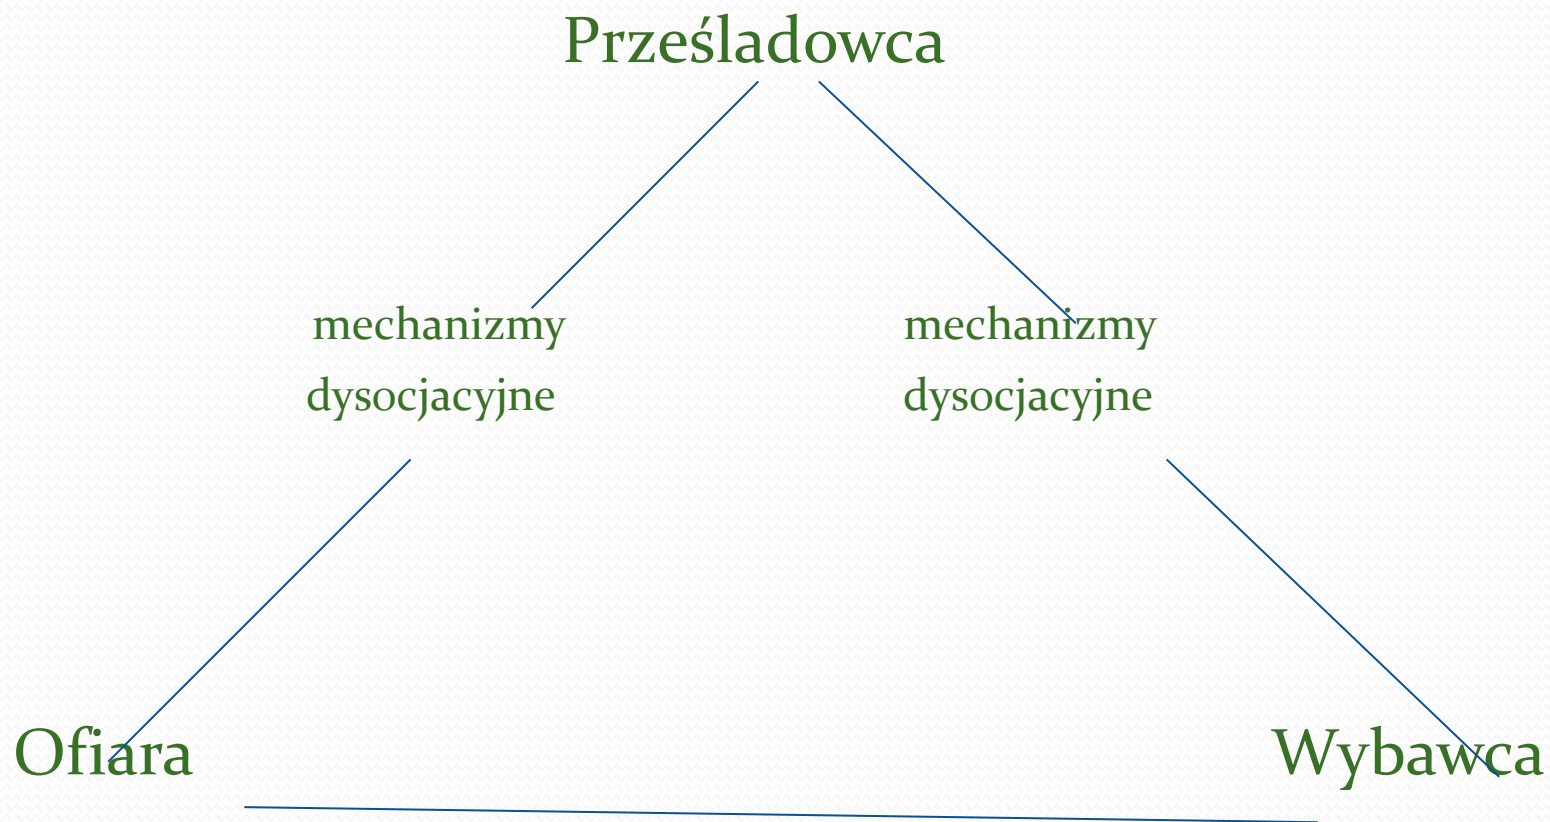 Prześladowca
mechanizmy
dysocjacyjne
mechanizmy
dysocjacyjne
Ofiara
Wybawca